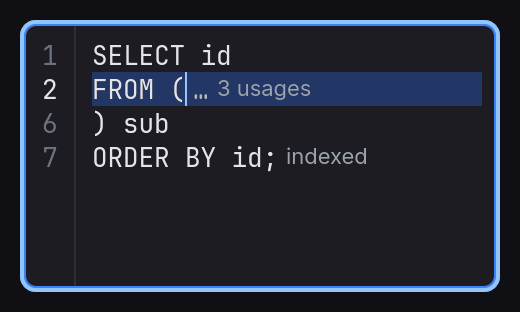 1 SELECT id
2 FROM (… 3 usages
6 ) sub
7 ORDER BY id; indexed